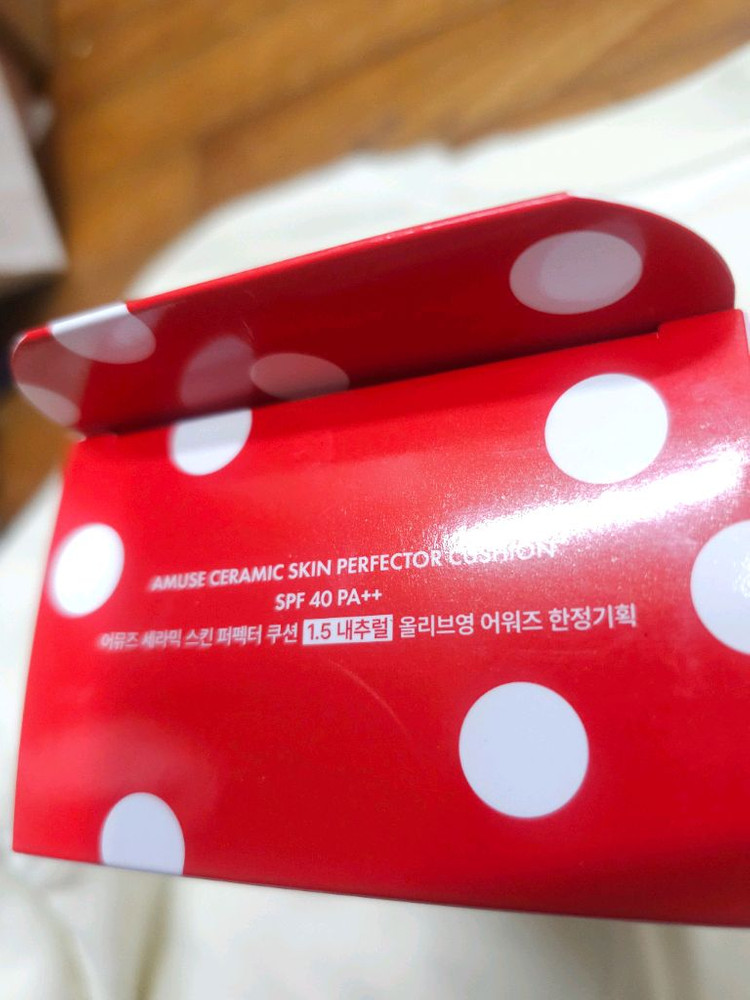 AMUSE CERAMIC SKIN PERFECTOR CUSHION
SPF 40 PA++
어뮤즈 세라믹 스킨 퍼펙터 쿠션 1.5 내추럴 올리브영 어워즈 한정기획